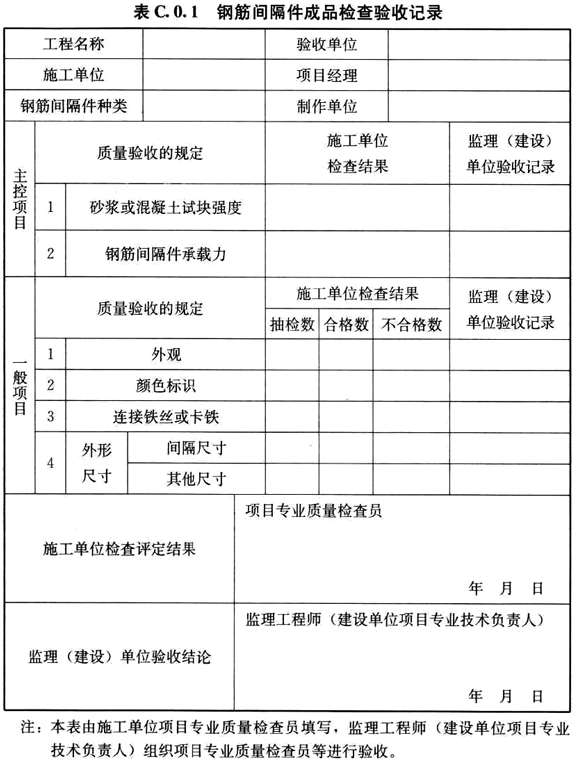 表 C.0.1 钢筋间隔件成品检查验收记录
工程名称 验收单位
施工单位 项目经理
钢筋间隔件种类 制作单位
主控项目
质量验收的规定 施工单位检查结果 监理（建设）单位验收记录
1 砂浆或混凝土试块强度
2 钢筋间隔件承载力
一般项目
质量验收的规定 施工单位检查结果 监理（建设）单位验收记录
抽检数 合格数 不合格数
1 外观
2 颜色标识
3 连接铁丝或卡铁
4 外形尺寸 间隔尺寸
其他尺寸
施工单位检查评定结果 项目专业质量检查员
年 月 日
监理（建设）单位验收结论 监理工程师（建设单位项目专业技术负责人）
年 月 日
注：本表由施工单位项目专业质量检查员填写，监理工程师（建设单位项目专业
技术负责人）组织项目专业质量检查员等进行验收。